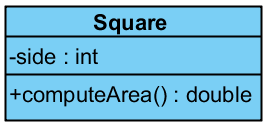 Square
-side : int
+computeArea() : double